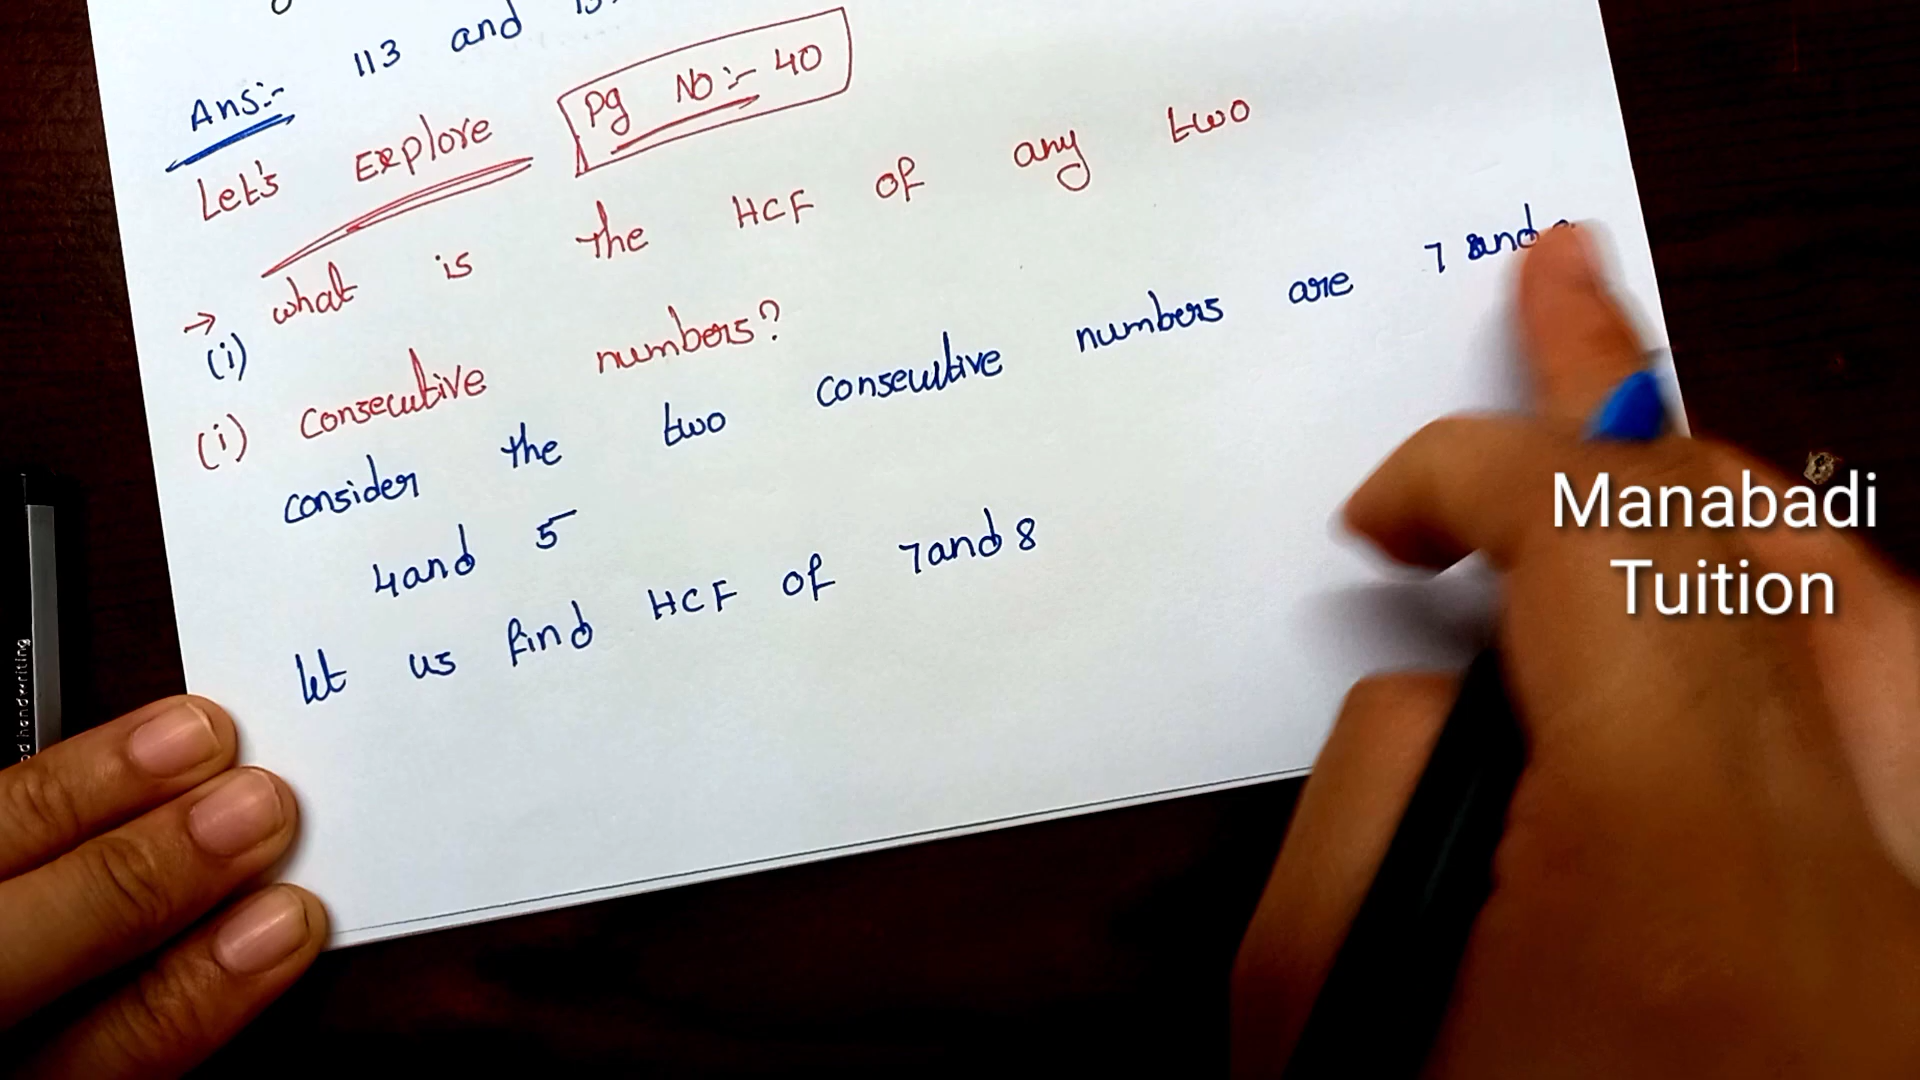 Ans:- 113 and
Let's Explore Pg No:- 40
→ (i) what is the HCF of any two
(i) consecutive numbers?
consider the two consecutive numbers are 7 and
4 and 5
let us find HCF of 7 and 8
Manabadi
Tuition